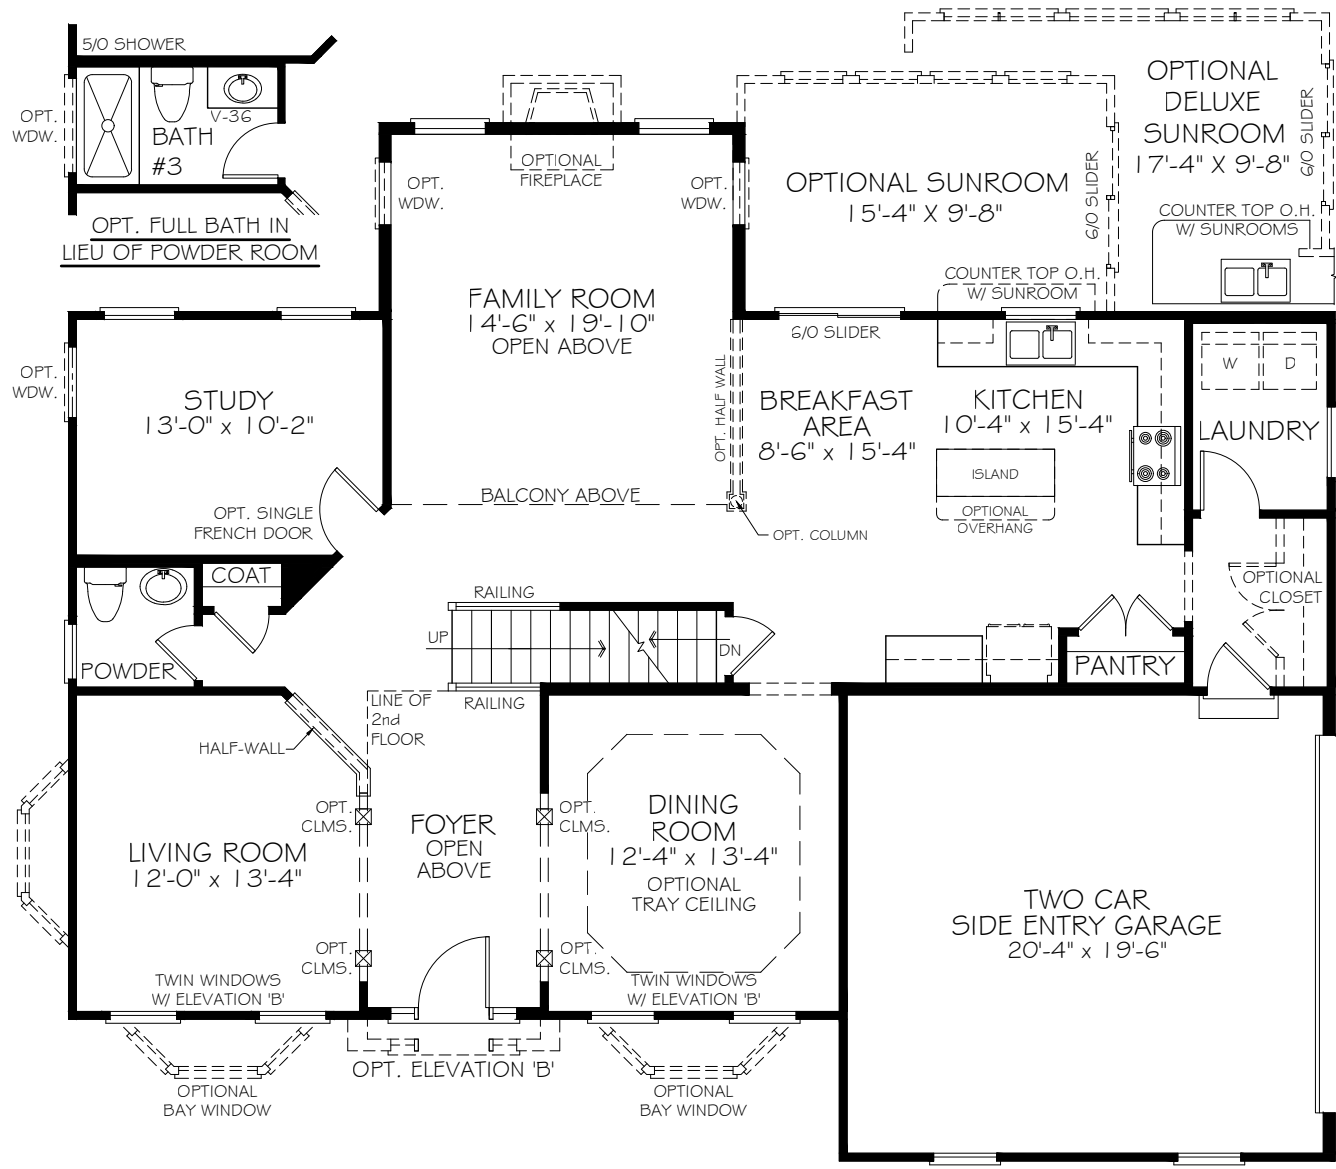 5/0 SHOWER
OPT.
WDW.
V-36
BATH
#3
OPT. FULL BATH IN
LIEU OF POWDER ROOM
OPTIONAL
FIREPLACE
OPT.
WDW.
OPT.
WDW.
OPTIONAL SUNROOM
15'-4" X 9'-8"
6/0 SLIDER
OPTIONAL
DELUXE
SUNROOM
17'-4" X 9'-8"
6/0 SLIDER
COUNTER TOP O.H.
W/ SUNROOMS
COUNTER TOP O.H.
W/ SUNROOM
6/0 SLIDER
FAMILY ROOM
14'-6" x 19'-10"
OPEN ABOVE
OPT. HALF WALL
BALCONY ABOVE
OPT. COLUMN
OPT.
WDW.
STUDY
13'-0" x 10'-2"
OPT. SINGLE
FRENCH DOOR
BREAKFAST
AREA
8'-6" x 15'-4"
KITCHEN
10'-4" x 15'-4"
ISLAND
OPTIONAL
OVERHANG
W
D
LAUNDRY
OPTIONAL
CLOSET
COAT
POWDER
RAILING
UP
DN
RAILING
PANTRY
LINE OF
2nd
FLOOR
HALF-WALL
OPT.
CLMS.
OPT.
CLMS.
LIVING ROOM
12'-0" x 13'-4"
FOYER
OPEN
ABOVE
DINING
ROOM
12'-4" x 13'-4"
OPTIONAL
TRAY CEILING
OPT.
CLMS.
OPT.
CLMS.
TWIN WINDOWS
W/ ELEVATION 'B'
TWIN WINDOWS
W/ ELEVATION 'B'
TWO CAR
SIDE ENTRY GARAGE
20'-4" x 19'-6"
OPT. ELEVATION 'B'
OPTIONAL
BAY WINDOW
OPTIONAL
BAY WINDOW